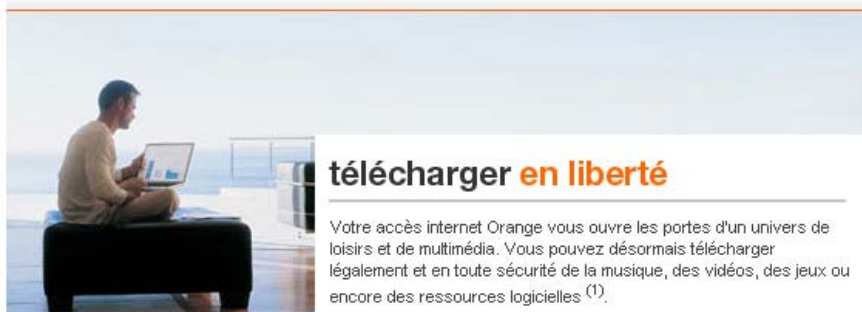 télécharger en liberté
Votre accès internet Orange vous ouvre les portes d'un univers de
loisirs et de multimédia. Vous pouvez désormais télécharger
légalement et en toute sécurité de la musique, des vidéos, des jeux ou
encore des ressources logicielles (1).